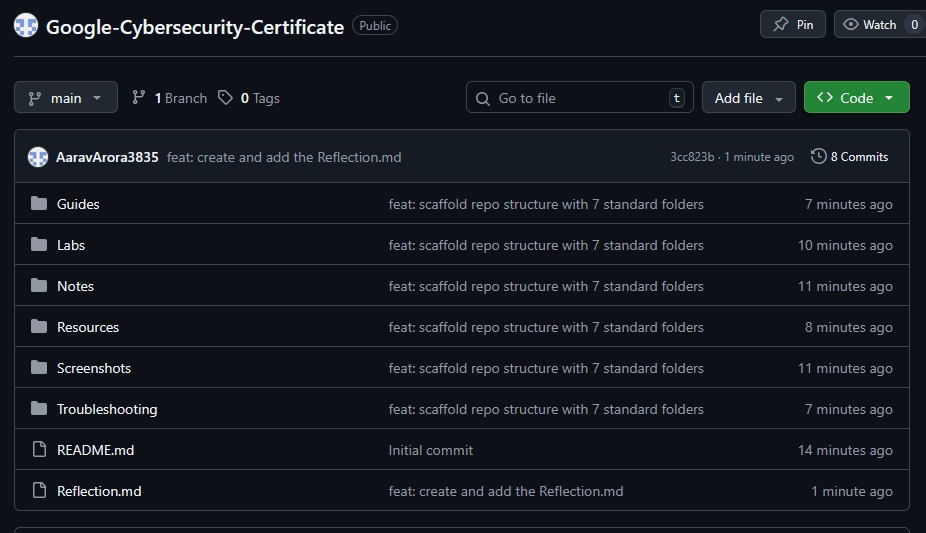 Google-Cybersecurity-Certificate Public Pin Watch 0
main 1 Branch 0 Tags Go to file t Add file Code
AaravArora3835 feat: create and add the Reflection.md 3cc823b · 1 minute ago 8 Commits
Guides feat: scaffold repo structure with 7 standard folders 7 minutes ago
Labs feat: scaffold repo structure with 7 standard folders 10 minutes ago
Notes feat: scaffold repo structure with 7 standard folders 11 minutes ago
Resources feat: scaffold repo structure with 7 standard folders 8 minutes ago
Screenshots feat: scaffold repo structure with 7 standard folders 11 minutes ago
Troubleshooting feat: scaffold repo structure with 7 standard folders 7 minutes ago
README.md Initial commit 14 minutes ago
Reflection.md feat: create and add the Reflection.md 1 minute ago